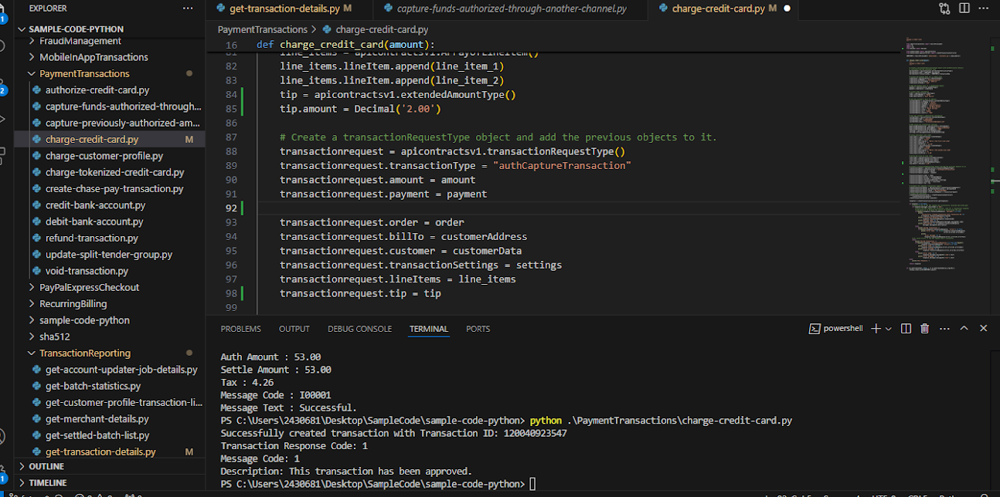 EXPLORER
SAMPLE-CODE-PYTHON
FraudManagement
MobileInAppTransactions
PaymentTransactions
authorize-credit-card.py
capture-funds-authorized-through...
capture-previously-authorized-am...
charge-credit-card.py M
charge-customer-profile.py
charge-tokenized-credit-card.py
create-chase-pay-transaction.py
credit-bank-account.py
debit-bank-account.py
refund-transaction.py
update-split-tender-group.py
void-transaction.py
PayPalExpressCheckout
RecurringBilling
sample-code-python
sha512
TransactionReporting
get-account-updater-job-details.py
get-batch-statistics.py
get-customer-profile-transaction-li...
get-merchant-details.py
get-settled-batch-list.py
get-transaction-details.py M
OUTLINE
TIMELINE
get-transaction-details.py M
capture-funds-authorized-through-another-channel.py
charge-credit-card.py M
PaymentTransactions > charge-credit-card.py
16 def charge_credit_card(amount):
81 line_items = apicontractsv1.ArrayOfLineItem()
82 line_items.lineItem.append(line_item_1)
83 line_items.lineItem.append(line_item_2)
84 tip = apicontractsv1.extendedAmountType()
85 tip.amount = Decimal('2.00')
86
87 # Create a transactionRequestType object and add the previous objects to it.
88 transactionrequest = apicontractsv1.transactionRequestType()
89 transactionrequest.transactionType = "authCaptureTransaction"
90 transactionrequest.amount = amount
91 transactionrequest.payment = payment
92
93 transactionrequest.order = order
94 transactionrequest.billTo = customerAddress
95 transactionrequest.customer = customerData
96 transactionrequest.transactionSettings = settings
97 transactionrequest.lineItems = line_items
98 transactionrequest.tip = tip
99
PROBLEMS OUTPUT DEBUG CONSOLE TERMINAL PORTS powershell
Auth Amount : 53.00
Settle Amount : 53.00
Tax : 4.26
Message Code : I00001
Message Text : Successful.
PS C:\Users\2430681\Desktop\SampleCode\sample-code-python> python .\PaymentTransactions\charge-credit-card.py
Successfully created transaction with Transaction ID: 120040923547
Transaction Response Code: 1
Message Code: 1
Description: This transaction has been approved.
PS C:\Users\2430681\Desktop\SampleCode\sample-code-python>